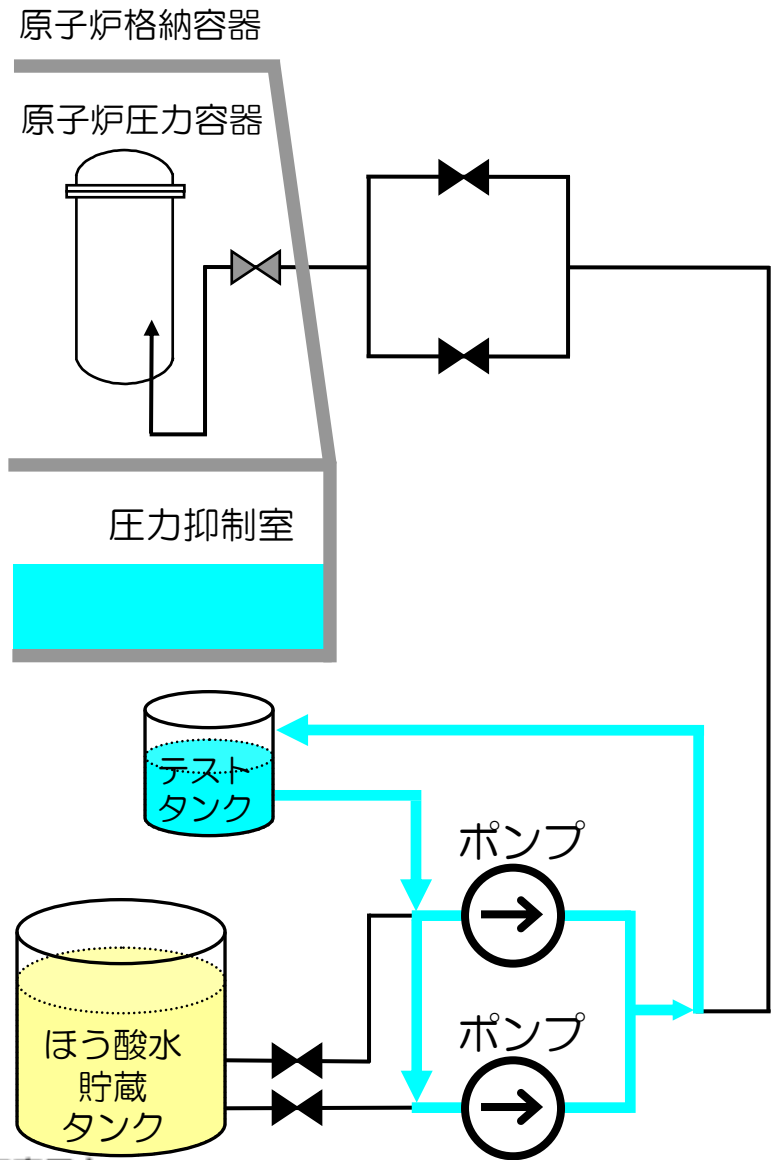 原子炉格納容器
原子炉圧力容器
圧力抑制室
テスト
タンク
ポンプ
ほう酸水
貯蔵
タンク
ポンプ